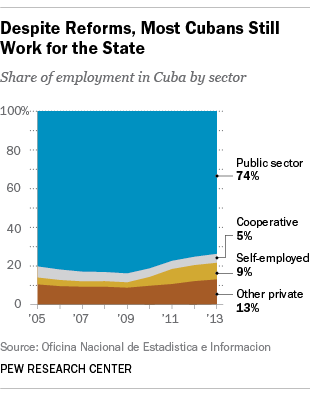 Despite Reforms, Most Cubans Still
Work for the State
Share of employment in Cuba by sector
100%
80
60
40
20
0
Public sector
74%
Cooperative
5%
Self-employed
9%
Other private
13%
'05
'07
'09
'11
'13
Source: Oficina Nacional de Estadistica e Informacion
PEW RESEARCH CENTER